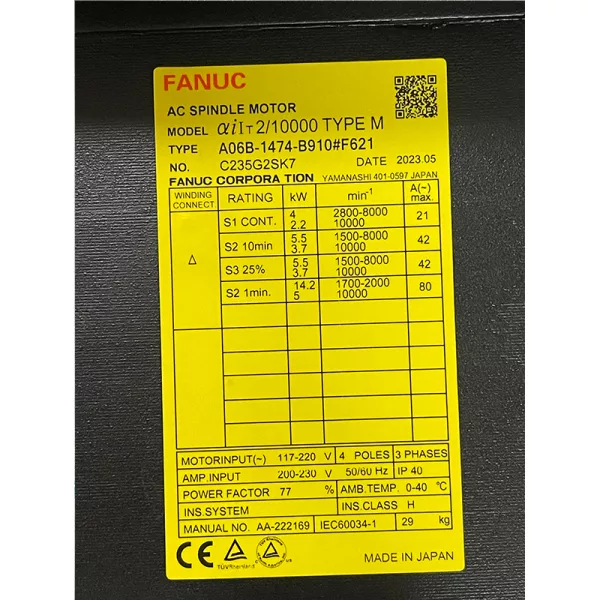 FANUC
AC SPINDLE MOTOR
MODEL αiIT2/10000 TYPE M
TYPE A06B-1474-B910#F621
NO. C235G2SK7 DATE 2023.05
FANUC CORPORATION YAMANASHI 401-0597 JAPAN
WINDING CONNECT. RATING kW min-1 A(~) max.
△
S1 CONT. 4 2800-8000 21
2.2 10000
S2 10min 5.5 1500-8000 42
3.7 10000
S3 25% 5.5 1500-8000 42
3.7 10000
S2 1min. 14.2 1700-2000 80
5 10000
MOTORINPUT(~) 117-220 V 4 POLES 3 PHASES
AMP.INPUT 200-230 V 50/60 Hz IP 40
POWER FACTOR 77 % AMB.TEMP. 0-40 ℃
INS.SYSTEM INS.CLASS H
MANUAL NO. AA-222169 IEC60034-1 29 kg
CE TÜVRheinland
MADE IN JAPAN